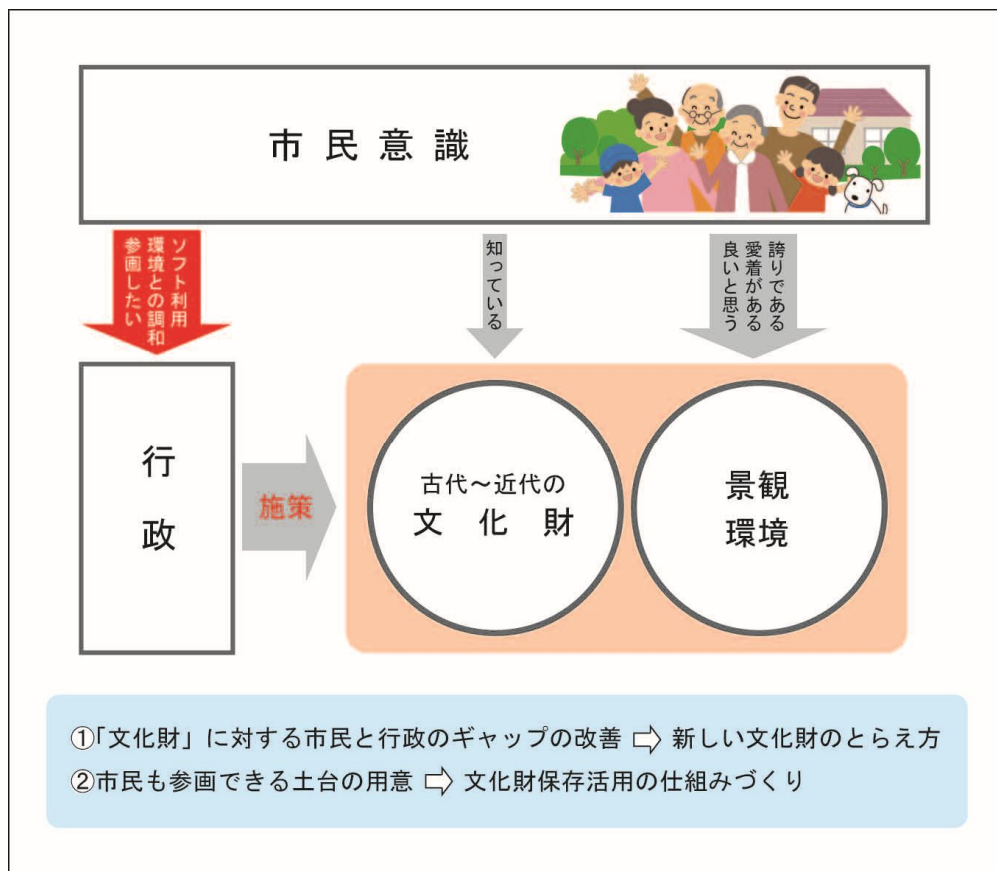 市民意識
ソフト利用
環境との調和
参画したい
知っている
誇りである
愛着がある
良いと思う
行
政
施策
古代～近代の
文化財
景観
環境
①「文化財」に対する市民と行政のギャップの改善 ⇨ 新しい文化財のとらえ方
②市民も参画できる土台の用意 ⇨ 文化財保存活用の仕組みづくり